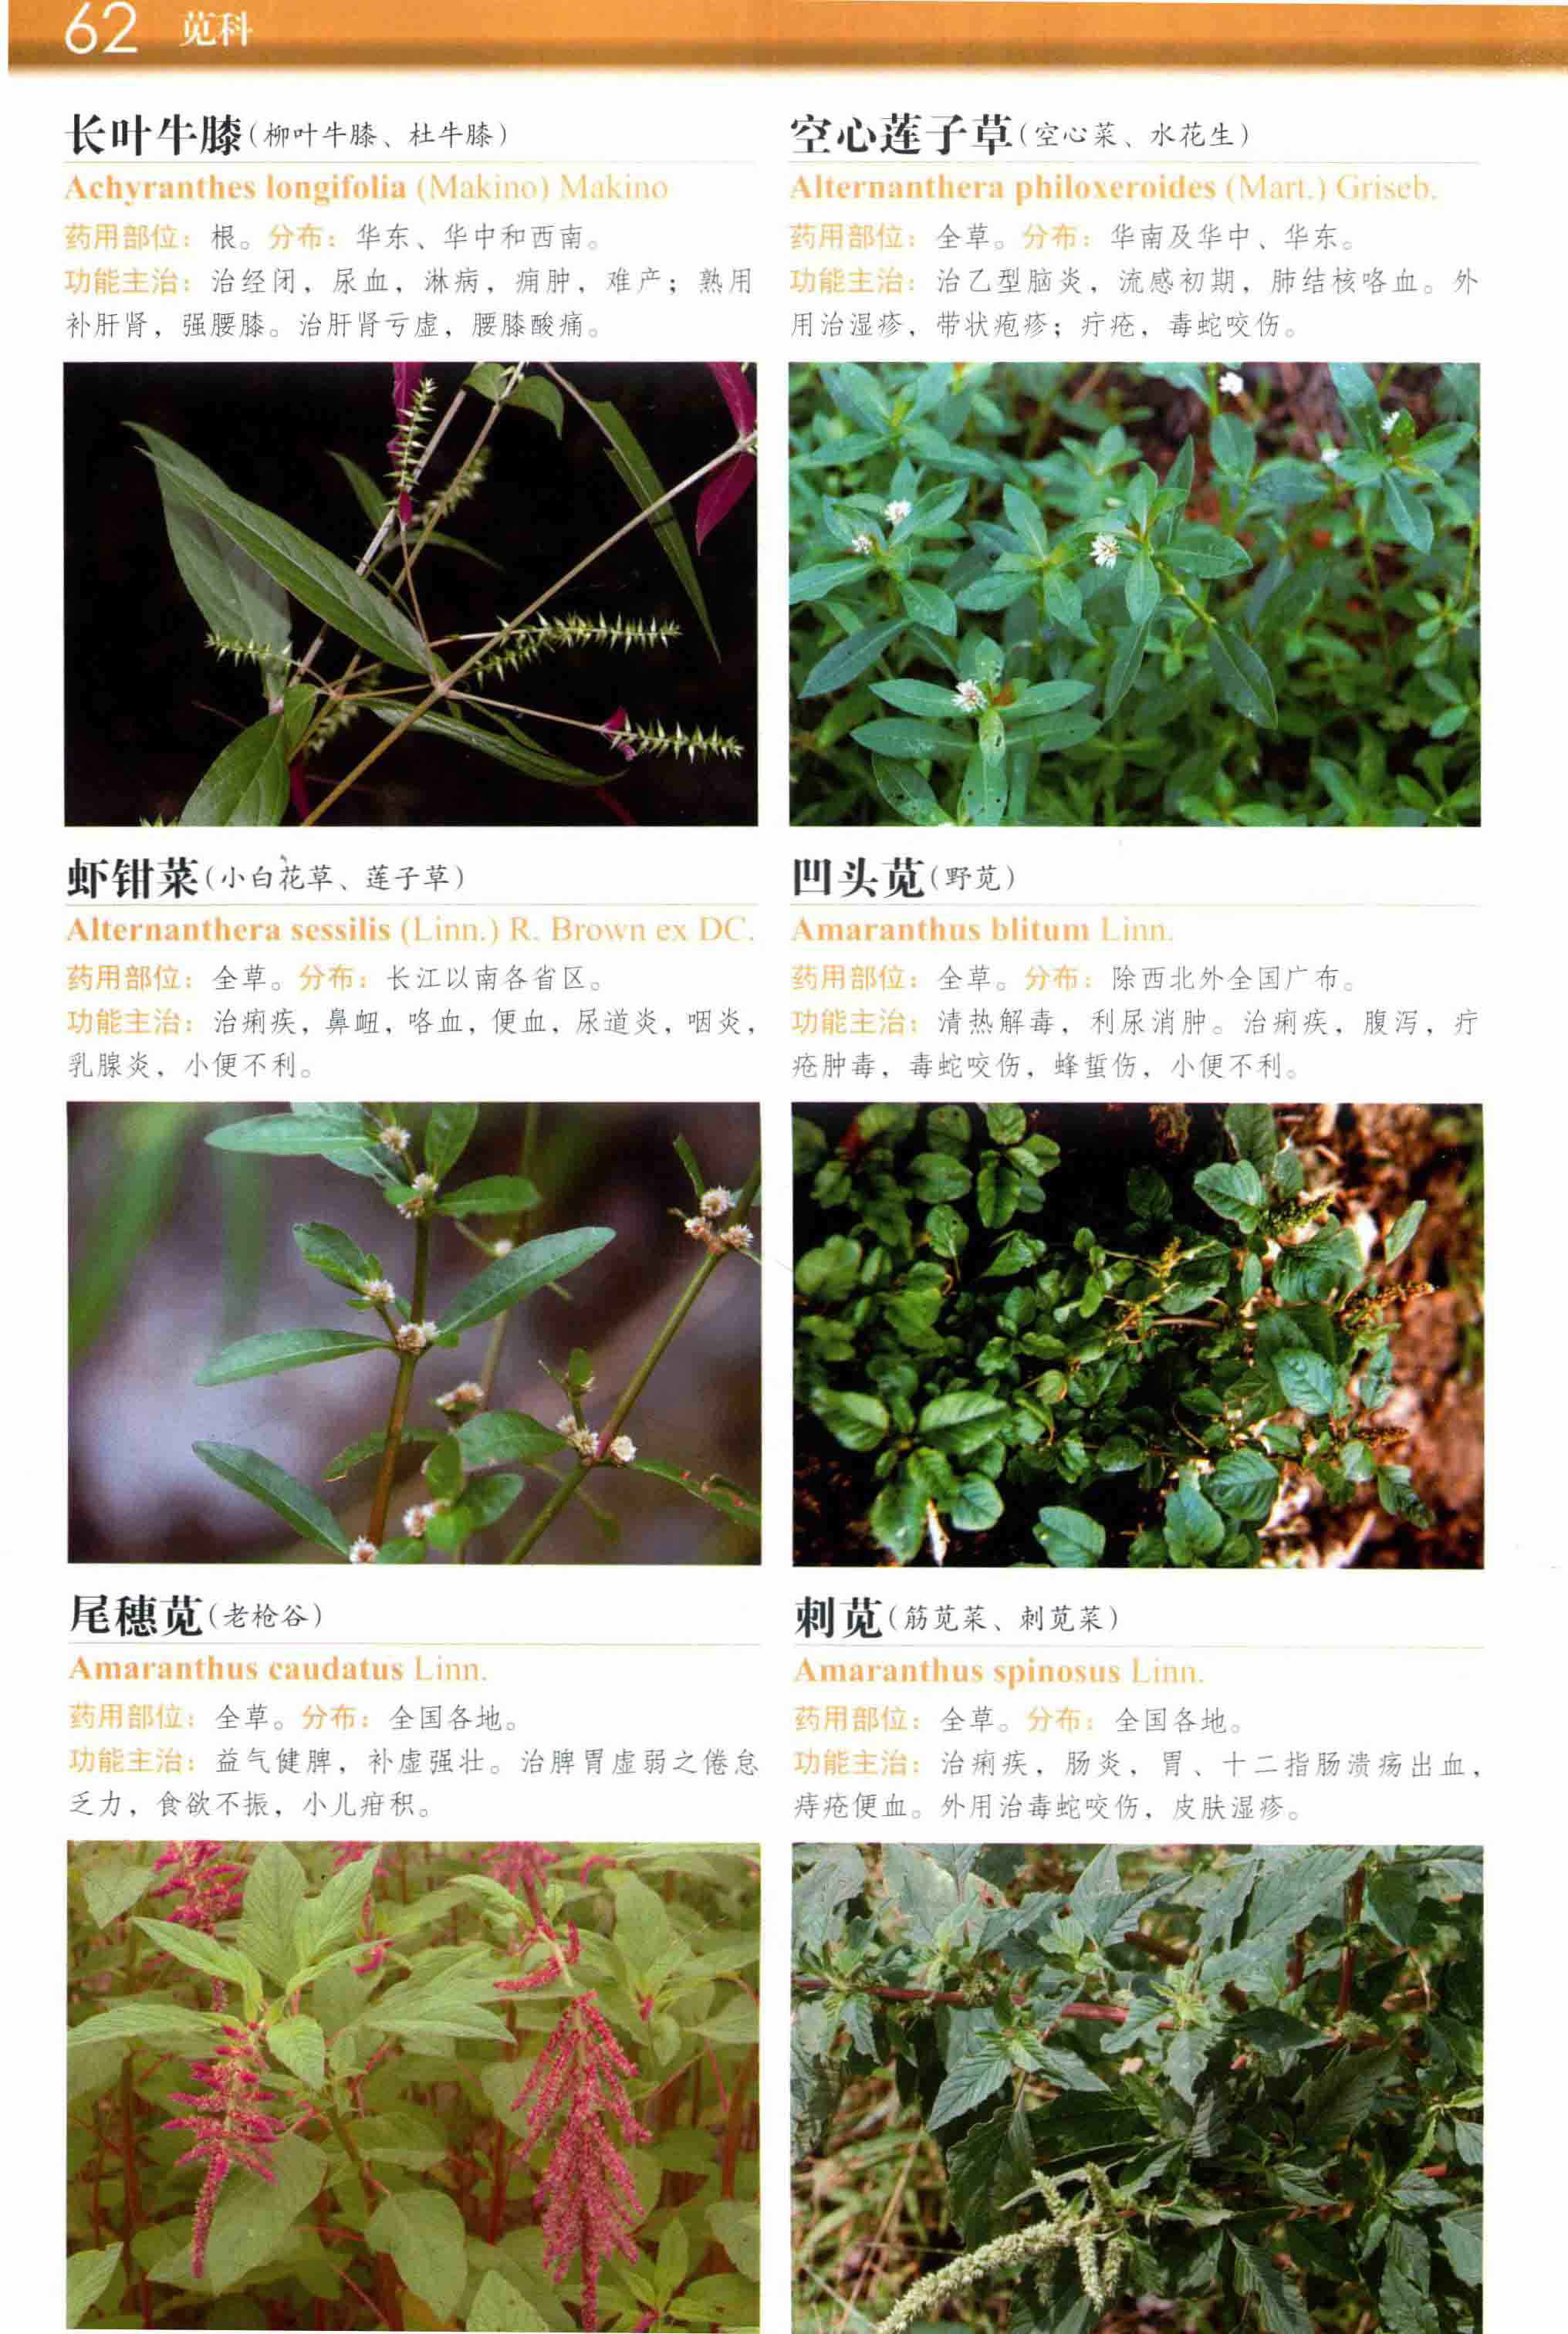 62 苋科
长叶牛膝(柳叶牛膝、杜牛膝)
Achyranthes longifolia (Makino) Makino
药用部位：根。分布：华东、华中和西南。
功能主治：治经闭，尿血，淋病，痈肿，难产；熟用
补肝肾，强腰膝。治肝肾亏虚，腰膝酸痛。
空心莲子草(空心菜、水花生)
Alternanthera philoxeroides (Mart.) Griseb.
药用部位：全草。分布：华南及华中、华东。
功能主治：治乙型脑炎，流感初期，肺结核咯血。外
用治湿疹，带状疱疹；疔疮，毒蛇咬伤。
虾钳菜(小白花草、莲子草)
Alternanthera sessilis (Linn.) R. Brown ex DC.
药用部位：全草。分布：长江以南各省区。
功能主治：治痢疾，鼻衄，咯血，便血，尿道炎，咽炎，
乳腺炎，小便不利。
凹头苋(野苋)
Amaranthus blitum Linn.
药用部位：全草。分布：除西北外全国广布。
功能主治：清热解毒，利尿消肿。治痢疾，腹泻，疔
疮肿毒，毒蛇咬伤，蜂蜇伤，小便不利。
尾穗苋(老枪谷)
Amaranthus caudatus Linn.
药用部位：全草。分布：全国各地。
功能主治：益气健脾，补虚强壮。治脾胃虚弱之倦怠
乏力，食欲不振，小儿疳积。
刺苋(筋苋菜、刺苋菜)
Amaranthus spinosus Linn.
药用部位：全草。分布：全国各地。
功能主治：治痢疾，肠炎，胃、十二指肠溃疡出血，
痔疮便血。外用治毒蛇咬伤，皮肤湿疹。